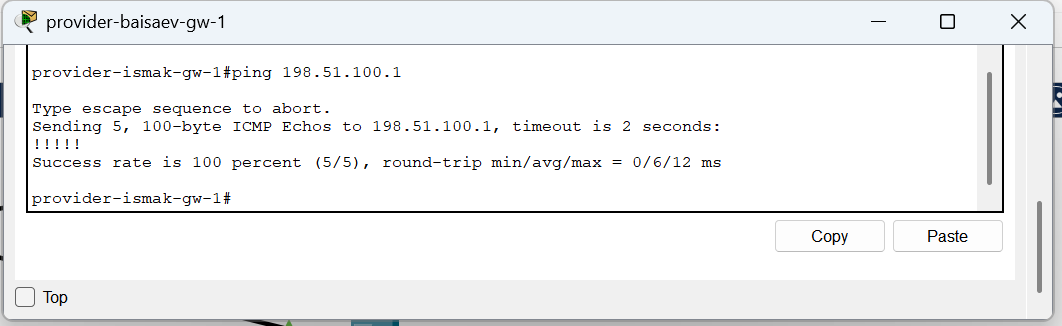 provider-baisaev-gw-1
provider-ismak-gw-1#ping 198.51.100.1
Type escape sequence to abort.
Sending 5, 100-byte ICMP Echos to 198.51.100.1, timeout is 2 seconds:
!!!!!
Success rate is 100 percent (5/5), round-trip min/avg/max = 0/6/12 ms
provider-ismak-gw-1#
Copy
Paste
Top